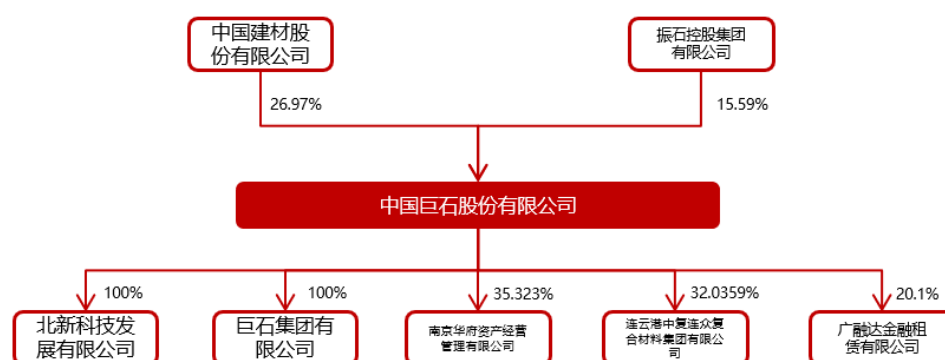 中国建材股
份有限公司
振石控股集团
有限公司
26.97%
15.59%
中国巨石股份有限公司
100%
100%
35.323%
32.0359%
20.1%
北新科技发
展有限公司
巨石集团有
限公司
南京华府资产经营
管理有限公司
连云港中复连众复
合材料集团有限公
司
广融达金融租
赁有限公司